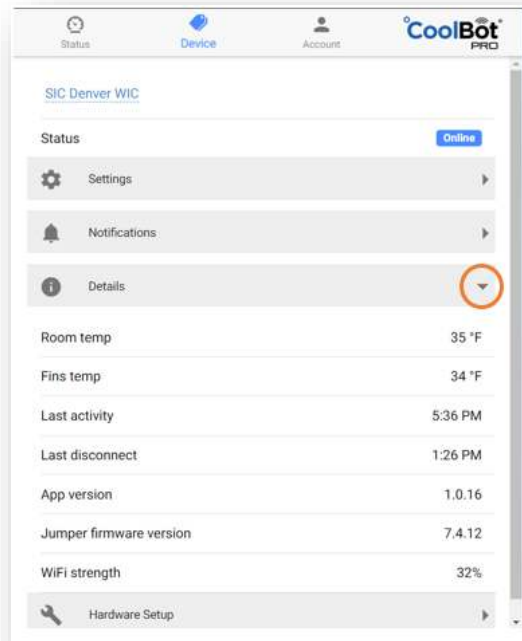 Status
Device
Account
°CoolBot
PRO
SIC Denver WIC
Status Online
Settings
Notifications
Details
Room temp 35 °F
Fins temp 34 °F
Last activity 5:36 PM
Last disconnect 1:26 PM
App version 1.0.16
Jumper firmware version 7.4.12
WiFi strength 32%
Hardware Setup